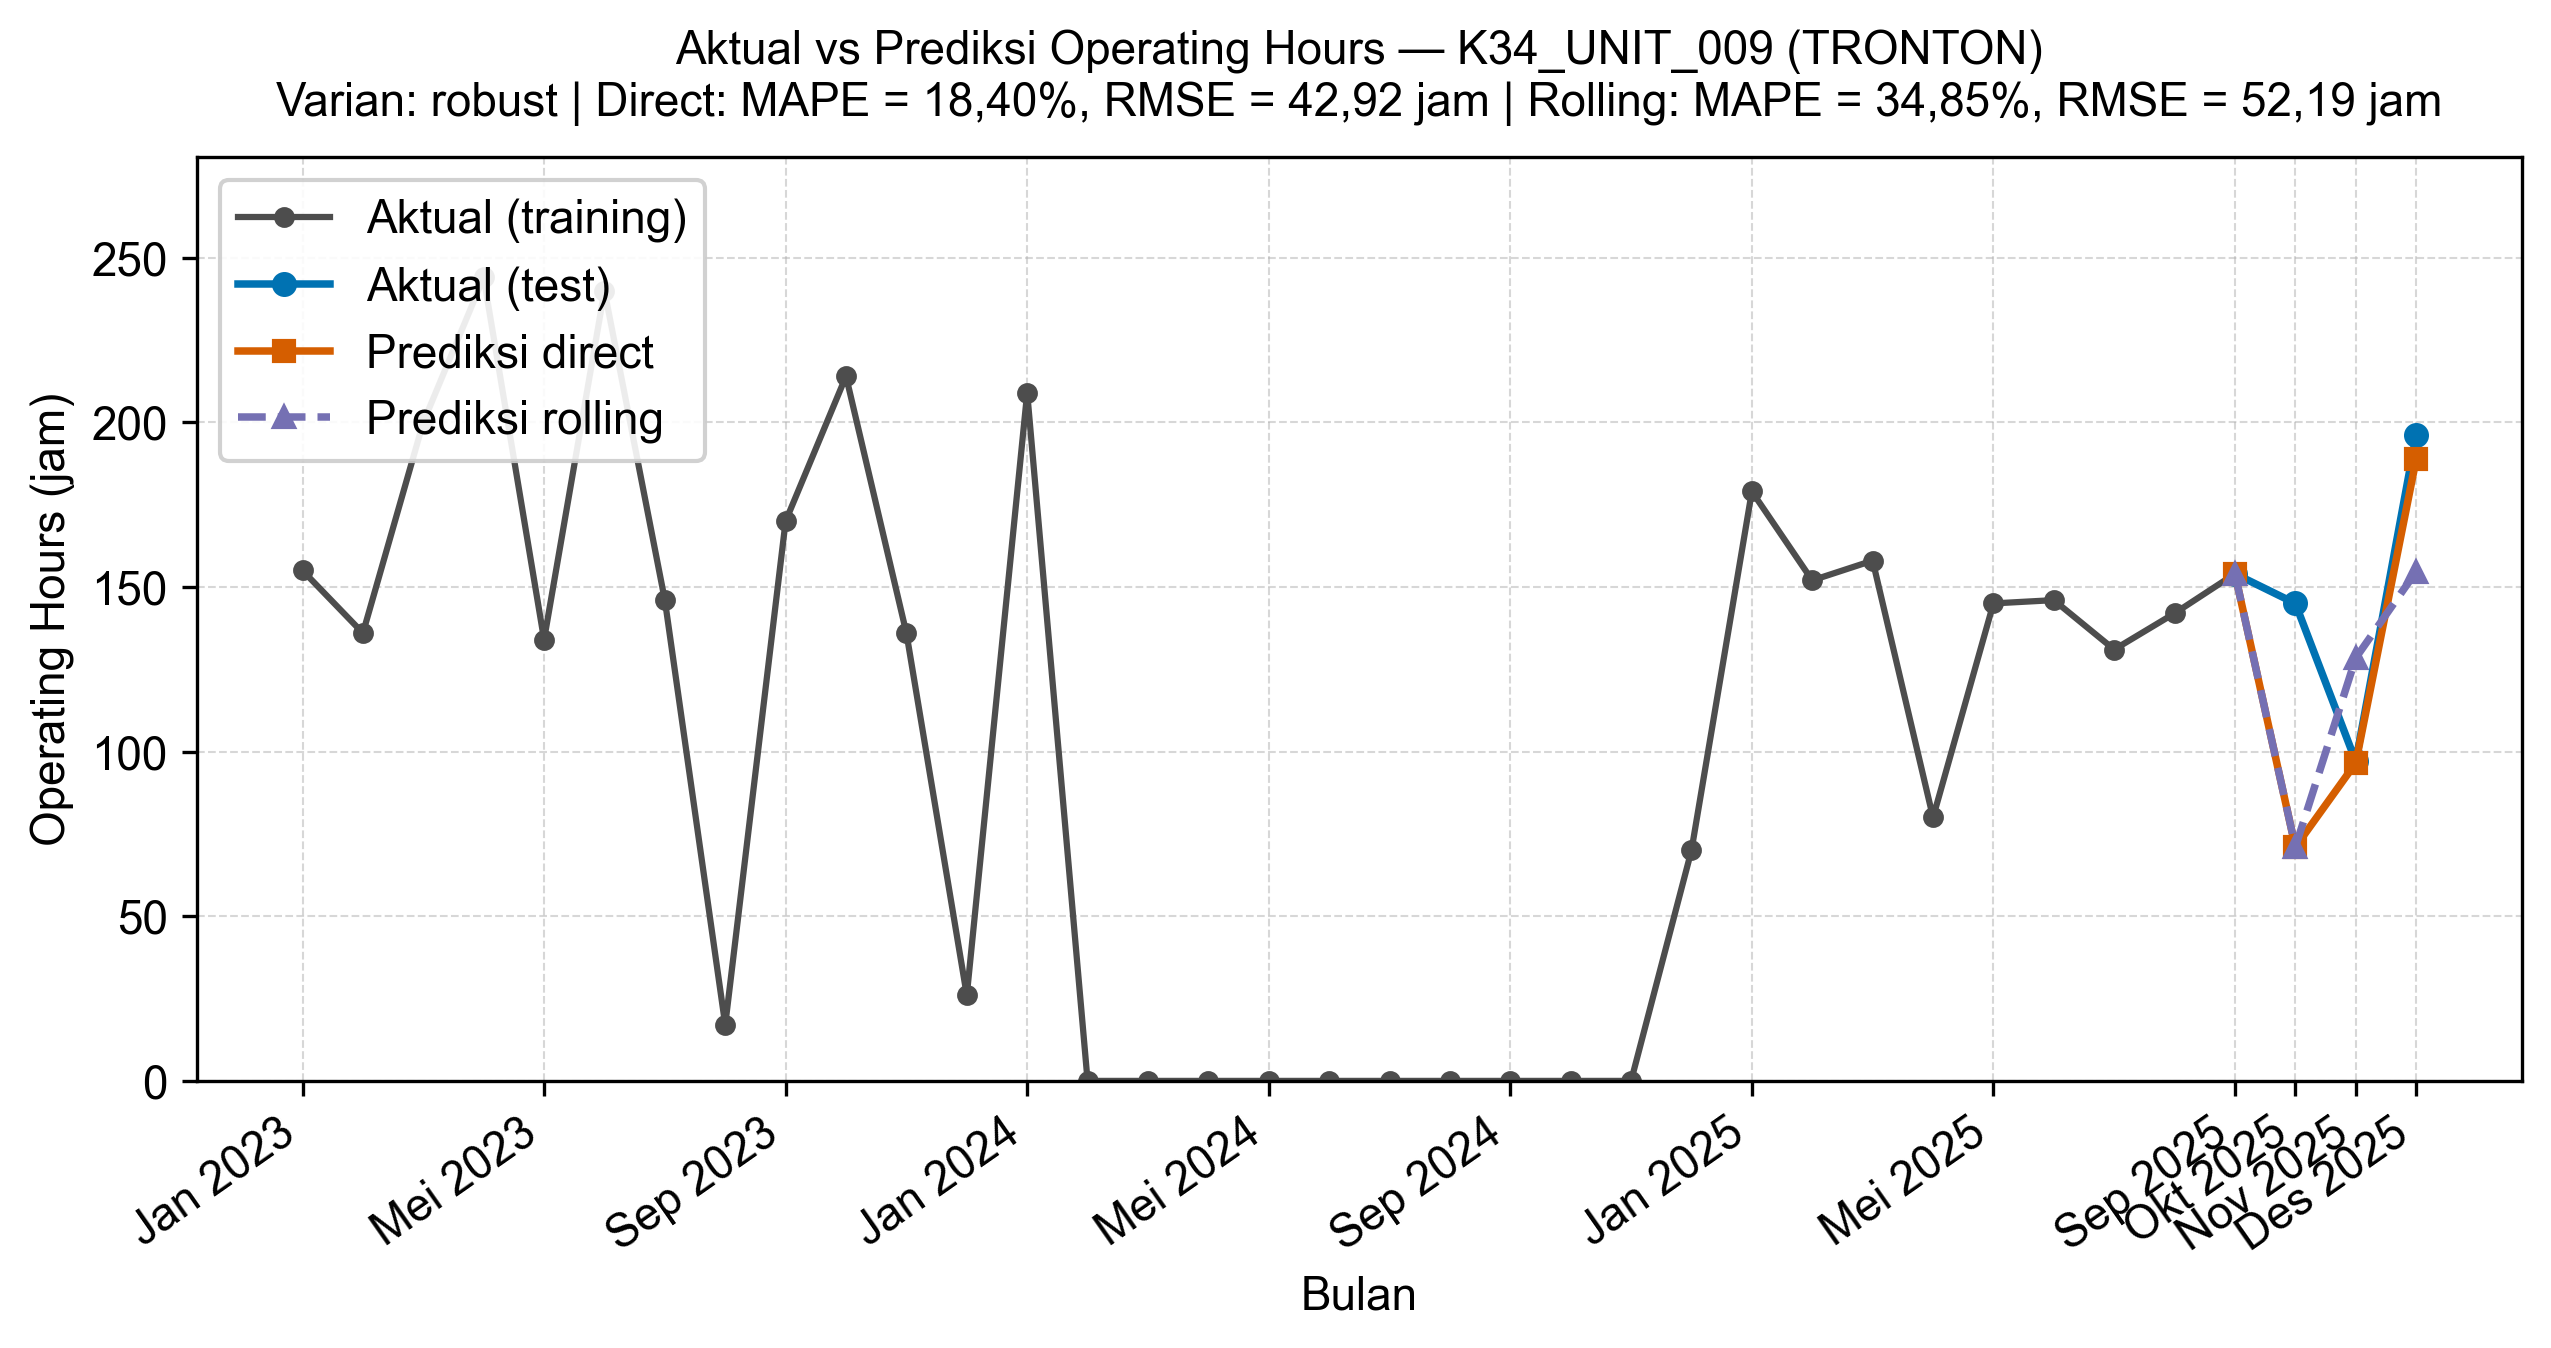 Aktual vs Prediksi Operating Hours — K34_UNIT_009 (TRONTON)
Varian: robust | Direct: MAPE = 18,40%, RMSE = 42,92 jam | Rolling: MAPE = 34,85%, RMSE = 52,19 jam
Aktual (training)
Aktual (test)
Prediksi direct
Prediksi rolling
Operating Hours (jam)
250
200
150
100
50
0
Jan 2023
Mei 2023
Sep 2023
Jan 2024
Mei 2024
Sep 2024
Jan 2025
Mei 2025
Sep 2025
Okt 2025
Nov 2025
Des 2025
Bulan